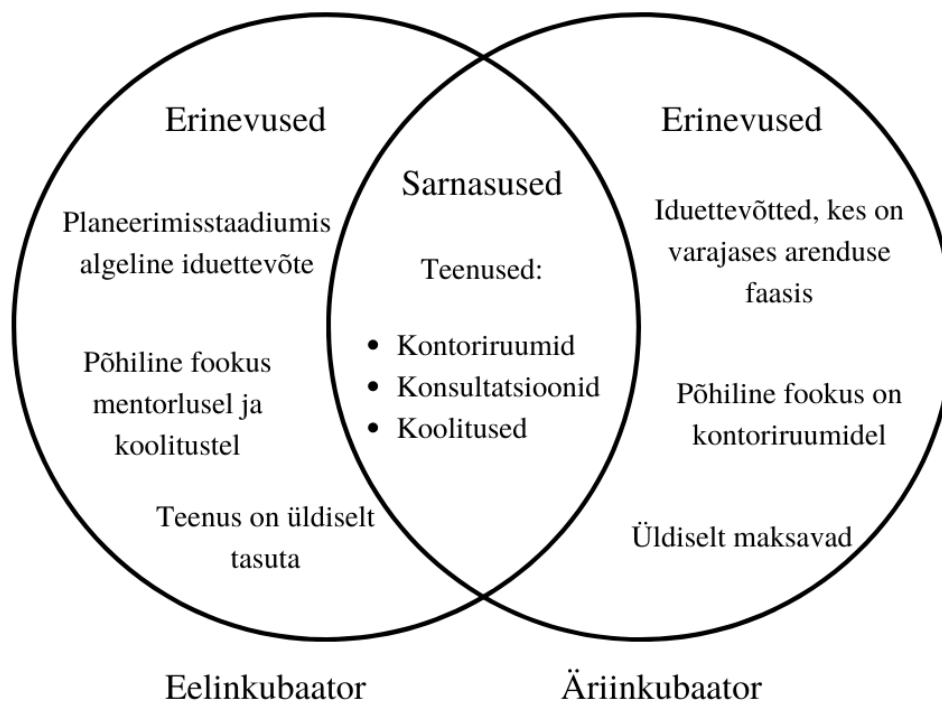 Erinevused
Planeerimisstaadiumis
algeline iduettevõte
Põhiline fookus
mentorlusel ja
koolitustel
Teenus on üldiselt
tasuta
Sarnasused
Teenused:
• Kontoriruumid
• Konsultatsioonid
• Koolitused
Erinevused
Iduettevõtted, kes on
varajases arenduse
faasis
Põhiline fookus on
kontoriruumidel
Üldiselt maksavad
Eelinkubaator
Äriinkubaator